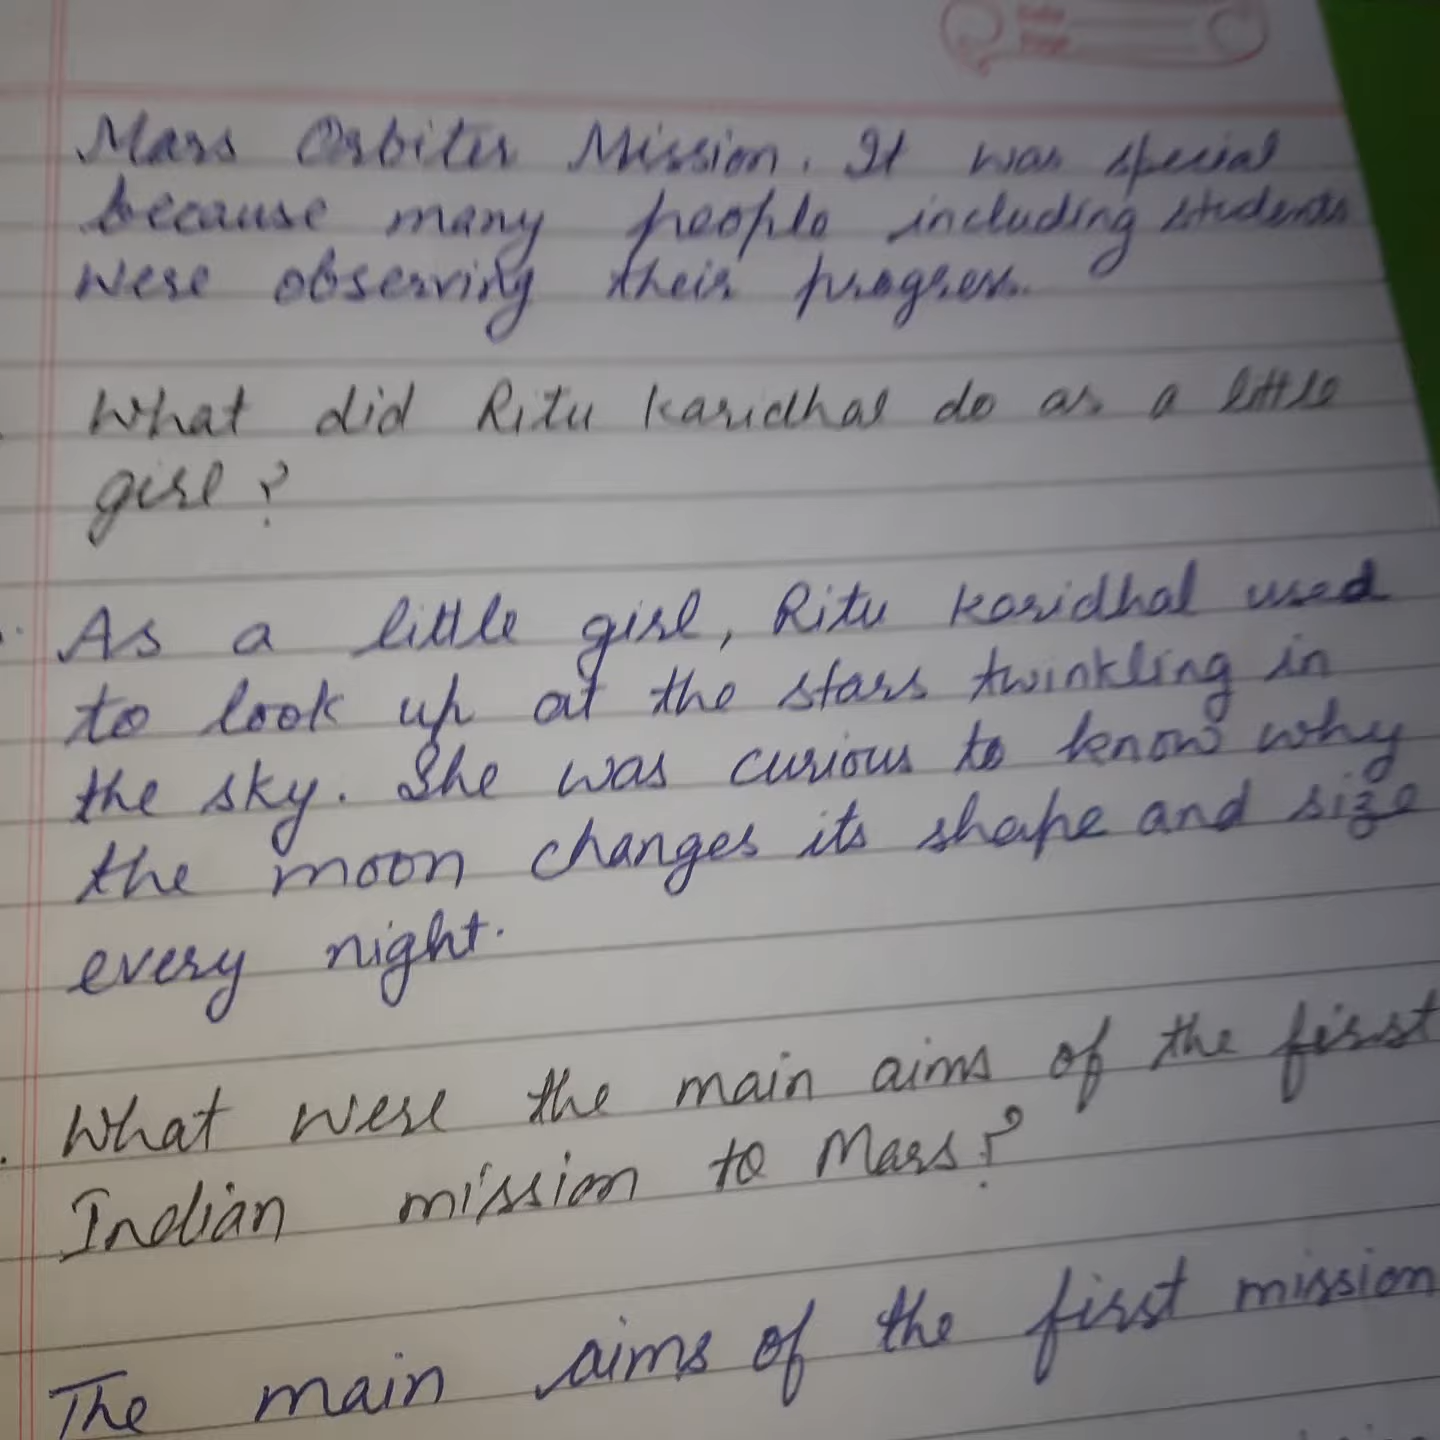 Mars Orbiter Mission. It was special
because many people including students
were observing their progress.
What did Ritu Karidhal do as a little
girl?
As a little girl, Ritu Karidhal used
to look up at the stars twinkling in
the sky. She was curious to know why
the moon changes its shape and size
every night.
What were the main aims of the first
Indian mission to Mars?
The main aims of the first mission